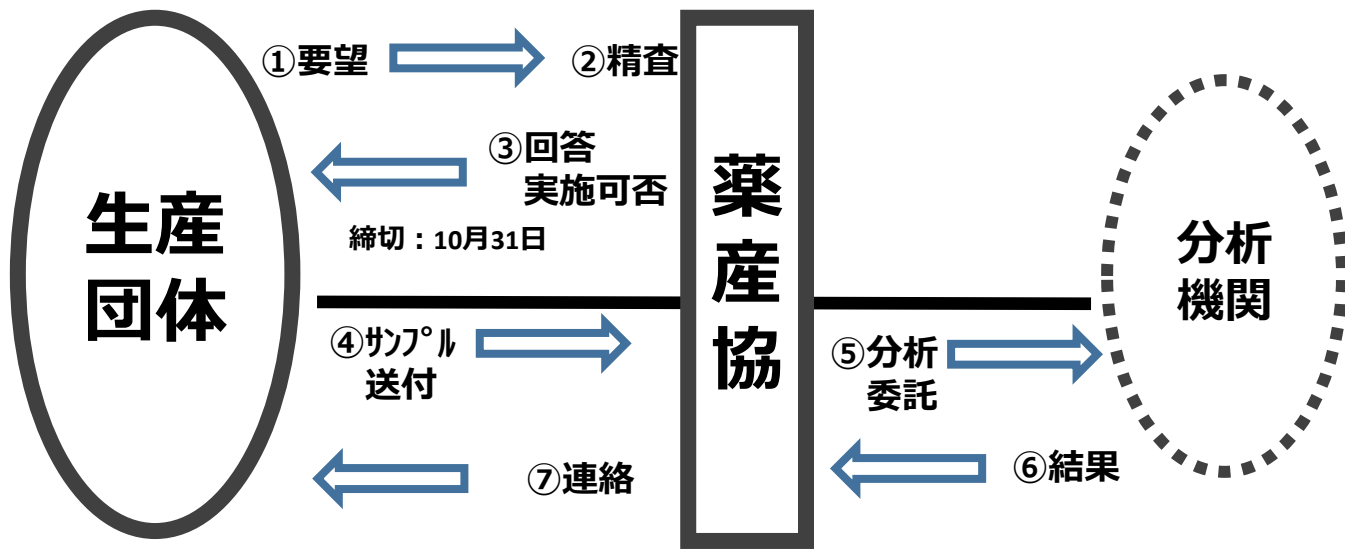 ①要望
②精査
③回答
実施可否
締切:10月31日
生産
団体
薬
産
協
分析
機関
④ｻﾝﾌﾟﾙ
送付
⑤分析
委託
⑥結果
⑦連絡